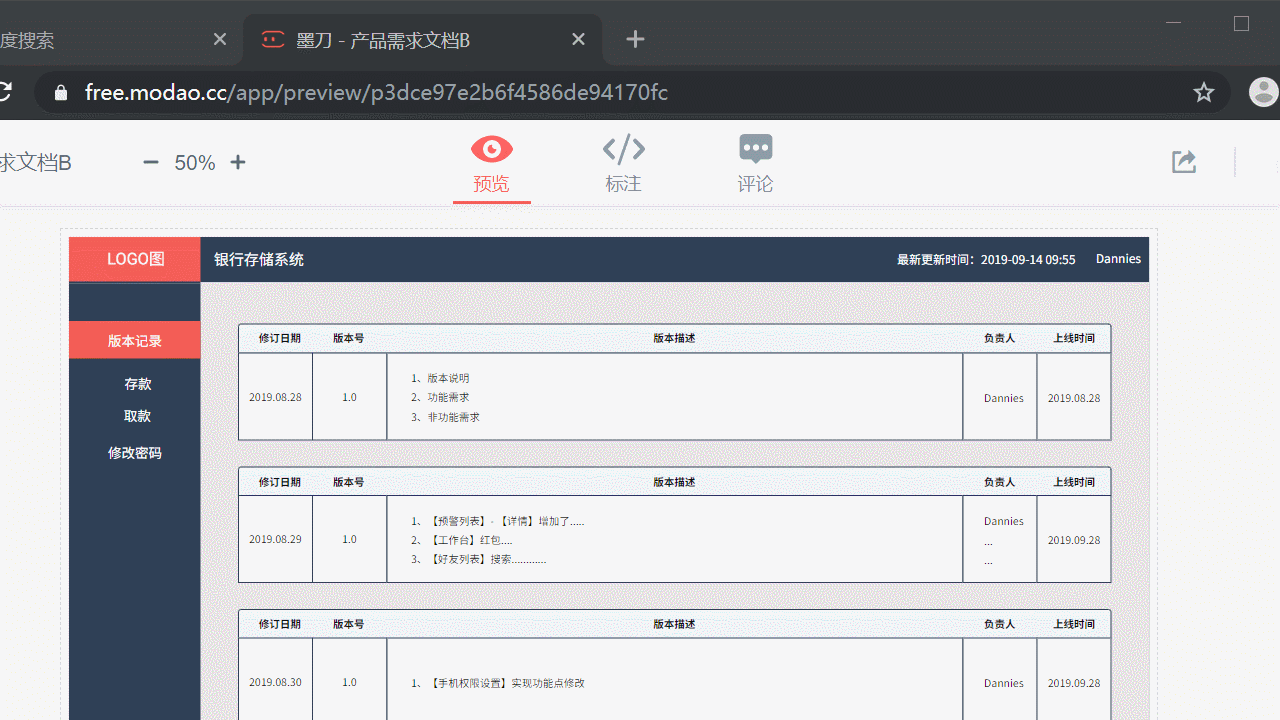 度搜索
墨刀 - 产品需求文档B
free.modao.cc/app/preview/p3dce97e2b6f4586de94170fc
求文档B
50%
预览
标注
评论
LOGO图
银行存储系统
最新更新时间：2019-09-14 09:55
Dannies
版本记录
存款
取款
修改密码
修订日期 版本号 版本描述 负责人 上线时间
2019.08.28 1.0
1、版本说明
2、功能需求
3、非功能需求
Dannies 2019.09.28
修订日期 版本号 版本描述 负责人 上线时间
2019.08.29 1.0
1、【预警列表】- 【详情】增加了.....
2、【工作台】红包....
3、【好友列表】搜索............
Dannies
...
...
2019.09.28
修订日期 版本号 版本描述 负责人 上线时间
2019.08.30 1.0
1、【手机权限设置】实现功能点修改
Dannies 2019.09.28